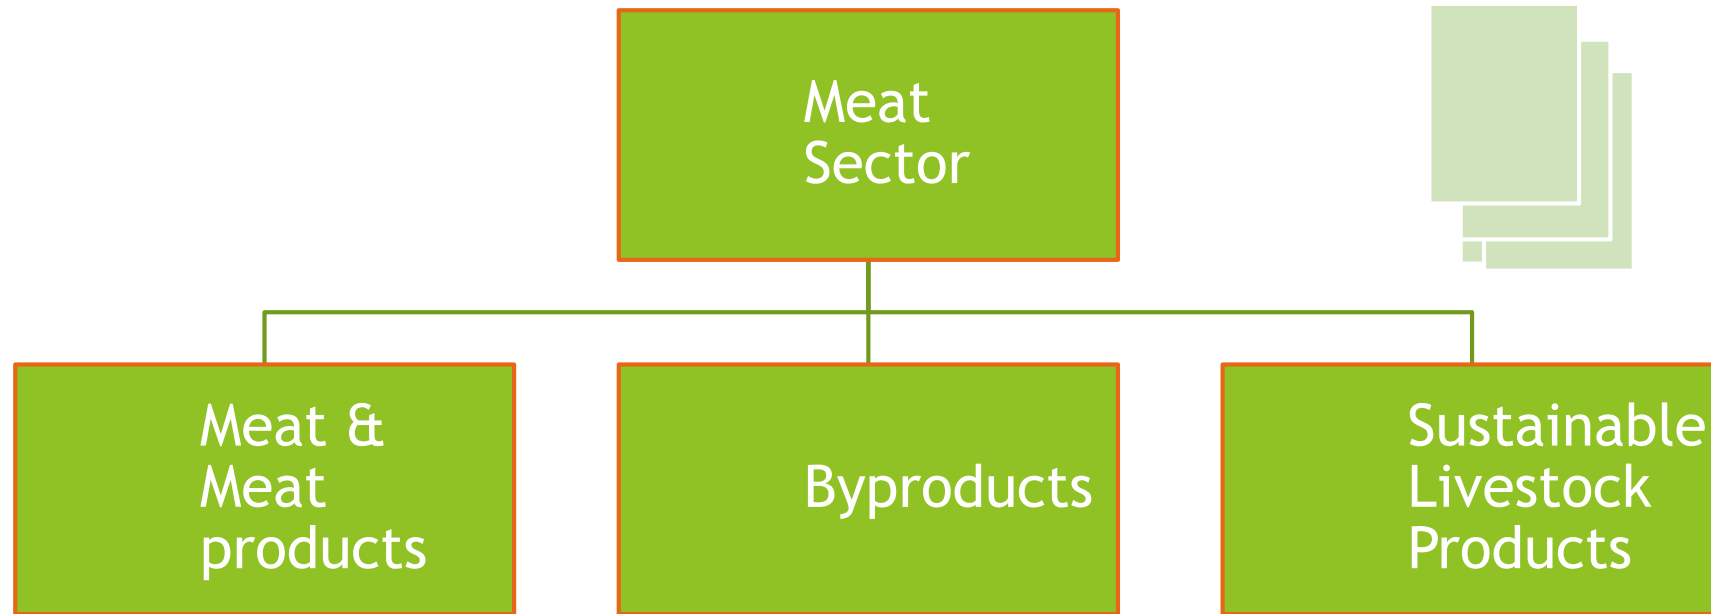 Meat
Sector
Meat &
Meat
products
Byproducts
Sustainable
Livestock
Products